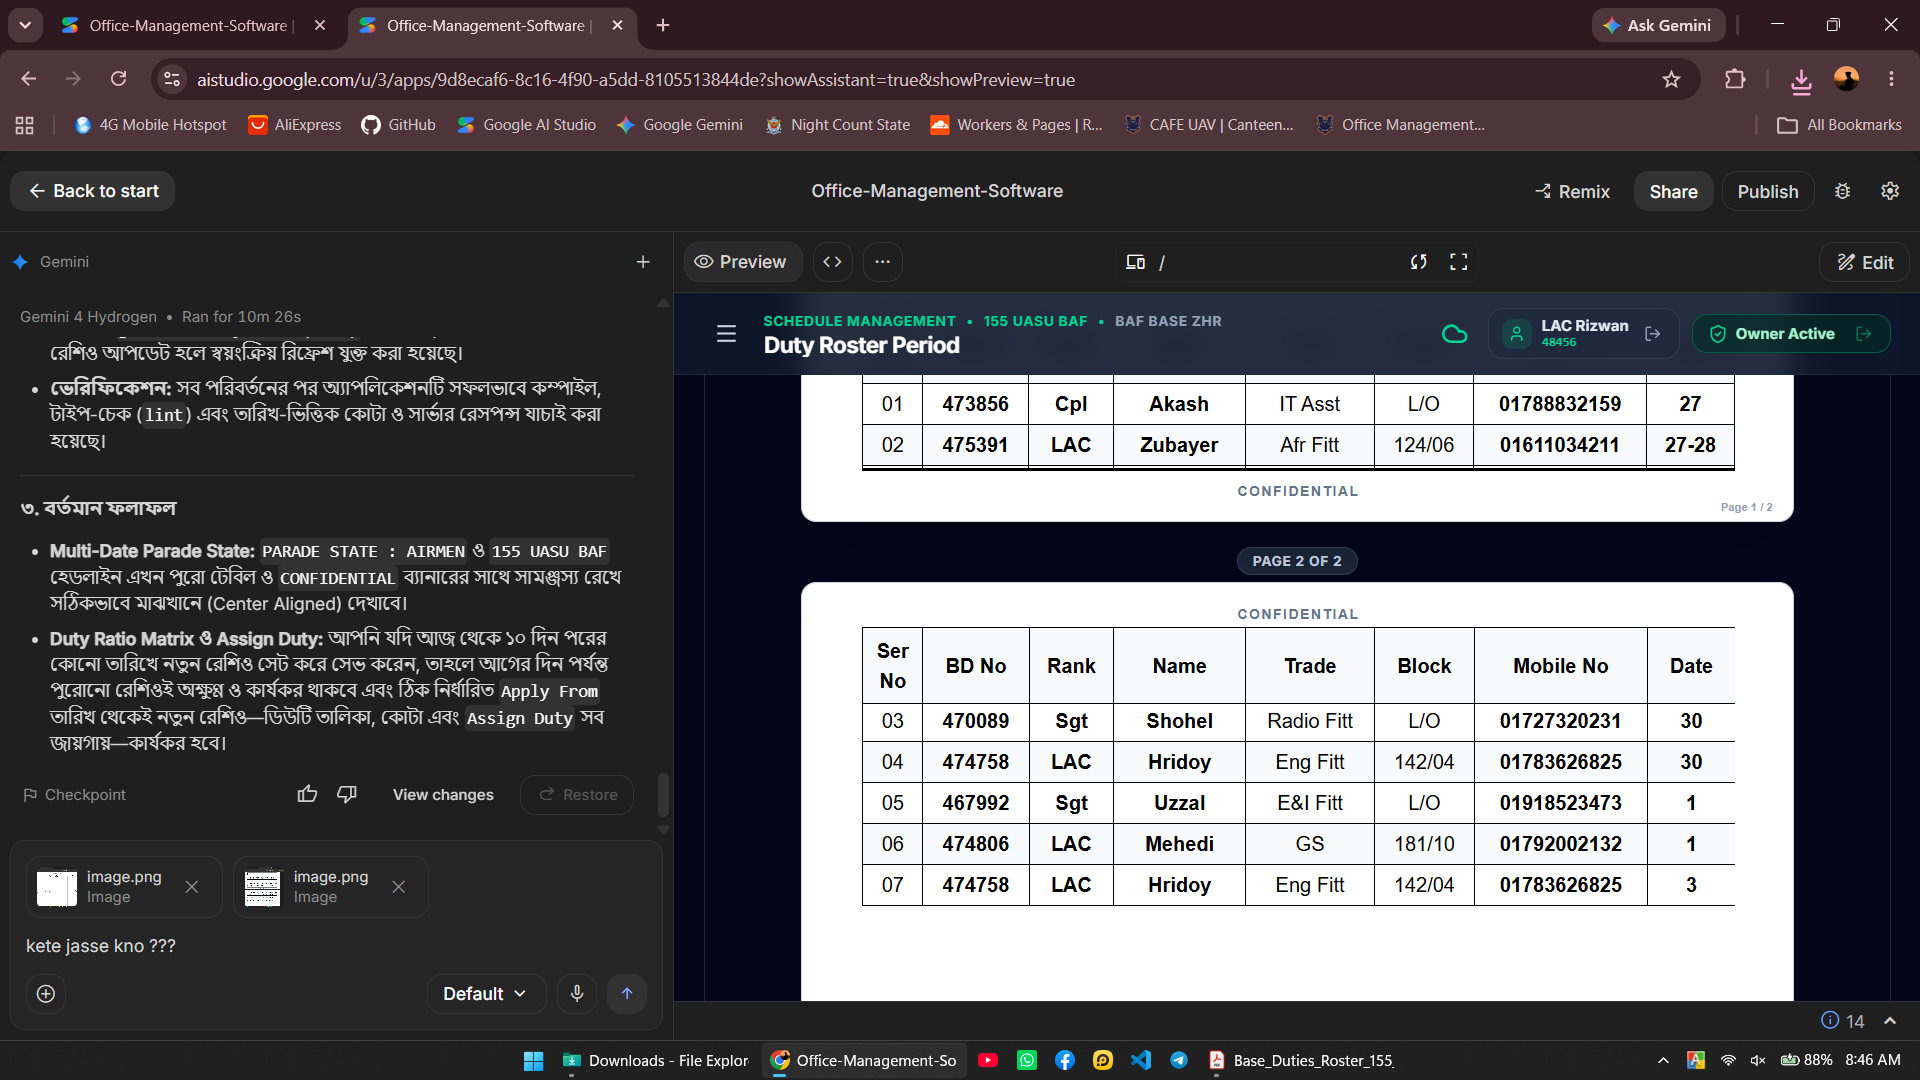 Office-Management-Software |
Office-Management-Software |
Ask Gemini
aistudio.google.com/u/3/apps/9d8ecaf6-8c16-4f90-a5dd-8105513844de?showAssistant=true&showPreview=true
4G Mobile Hotspot
AliExpress
GitHub
Google AI Studio
Google Gemini
Night Count State
Workers & Pages | R...
CAFE UAV | Canteen...
Office Management...
All Bookmarks
Back to start
Office-Management-Software
Remix
Share
Publish
Gemini
Preview
/
Edit
Gemini 4 Hydrogen • Ran for 10m 26s
রেশিও আপডেট হলে স্বয়ংক্রিয় রিফ্রেশ যুক্ত করা হয়েছে।
• ভেরিফিকেশন: সব পরিবর্তনের পর অ্যাপলিকেশনটি সফলভাবে কম্পাইল,
টাইপ-চেক (lint) এবং তারিখ-ভিত্তিক কোটা ও সার্ভার রেসপন্স যাচাই করা
হয়েছে।
৩. বর্তমান ফলাফল
• Multi-Date Parade State: PARADE STATE : AIRMEN ও 155 UASU BAF
হেডলাইন এখন পুরো টেবিল ও CONFIDENTIAL ব্যানারের সাথে সামঞ্জস্য রেখে
সঠিকভাবে মাঝখানে (Center Aligned) দেখাবে।
• Duty Ratio Matrix ও Assign Duty: আপনি যদি আজ থেকে ১০ দিন পরের
কোনো তারিখে নতুন রেশিও সেট করে সেভ করেন, তাহলে আগের দিন পর্যন্ত
পুরোনো রেশিওই অক্ষুণ্ণ ও কার্যকর থাকবে এবং ঠিক নির্ধারিত Apply From
তারিখ থেকেই নতুন রেশিও—ডিউটি তালিকা, কোটা এবং Assign Duty সব
জায়গায়—কার্যকর হবে।
Checkpoint
View changes
Restore
image.png
Image
image.png
Image
kete jasse kno ???
Default
SCHEDULE MANAGEMENT • 155 UASU BAF • BAF BASE ZHR
Duty Roster Period
LAC Rizwan
48456
Owner Active
01 473856 Cpl Akash IT Asst L/O 01788832159 27
02 475391 LAC Zubayer Afr Fitt 124/06 01611034211 27-28
CONFIDENTIAL
Page 1 / 2
PAGE 2 OF 2
CONFIDENTIAL
Ser No BD No Rank Name Trade Block Mobile No Date
03 470089 Sgt Shohel Radio Fitt L/O 01727320231 30
04 474758 LAC Hridoy Eng Fitt 142/04 01783626825 30
05 467992 Sgt Uzzal E&I Fitt L/O 01918523473 1
06 474806 LAC Mehedi GS 181/10 01792002132 1
07 474758 LAC Hridoy Eng Fitt 142/04 01783626825 3
14
Downloads - File Explor
Office-Management-So
Base_Duties_Roster_155_
88%
8:46 AM